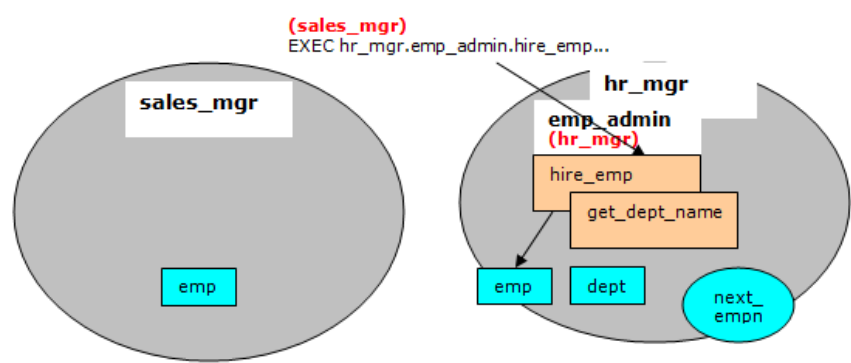 (sales_mgr)
EXEC hr_mgr.emp_admin.hire_emp...
sales_mgr
hr_mgr
emp_admin
(hr_mgr)
hire_emp
get_dept_name
emp
emp
dept
next_
empn